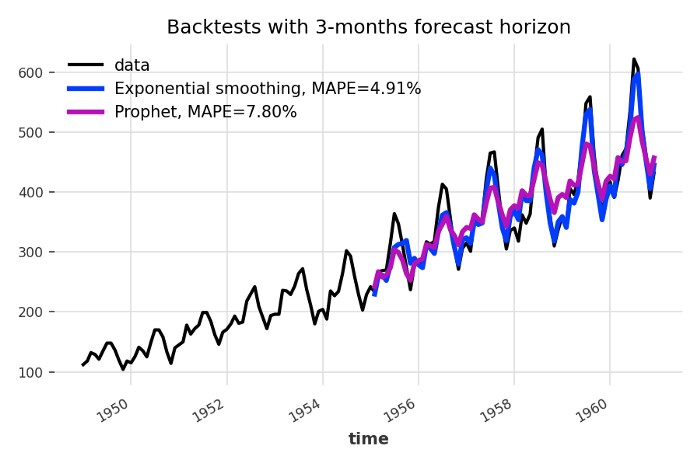 Backtests with 3-months forecast horizon
data
Exponential smoothing, MAPE=4.91%
Prophet, MAPE=7.80%
600
500
400
300
200
100
1950
1952
1954
1956
1958
1960
time